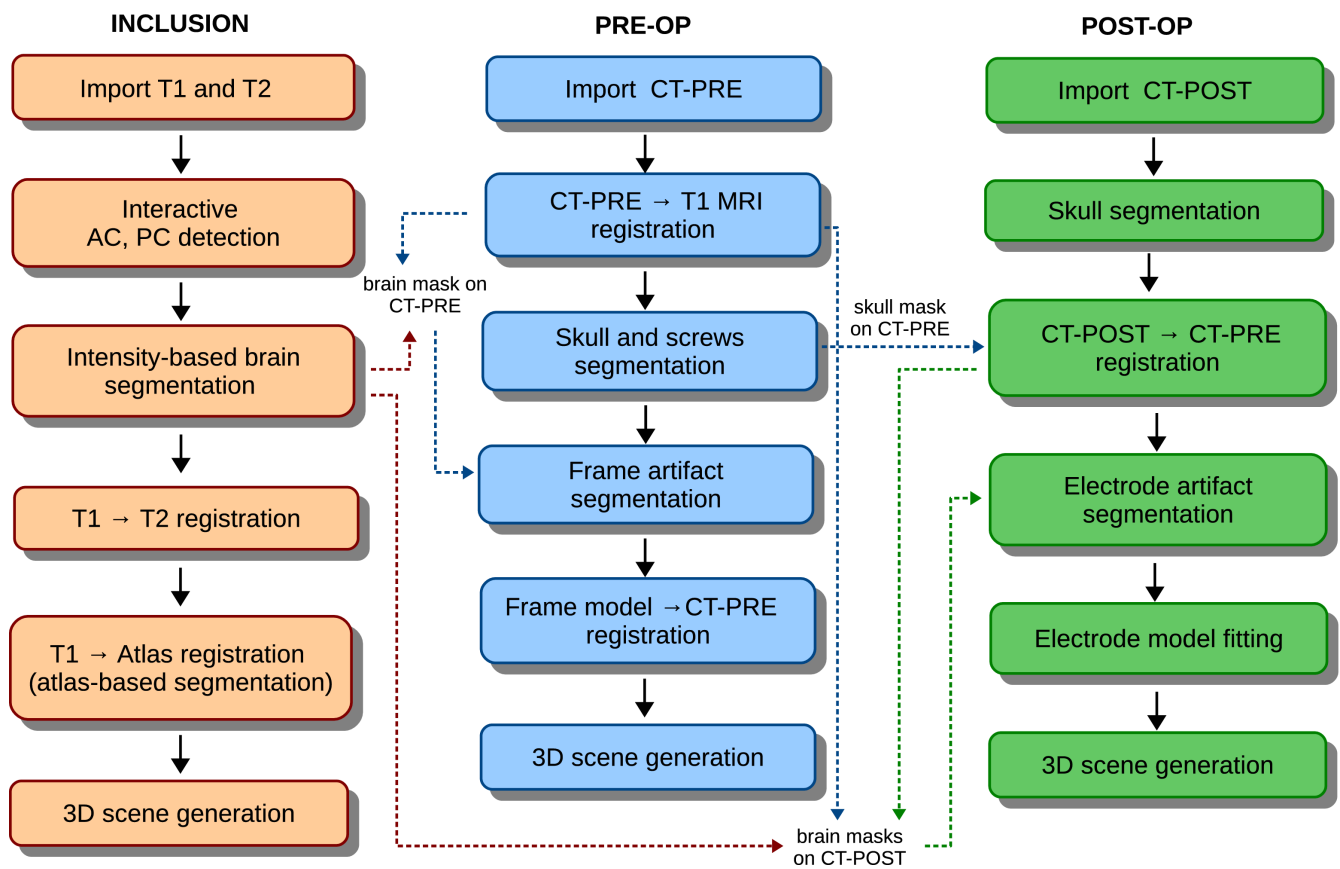 INCLUSION
Import T1 and T2
Interactive
AC, PC detection
Intensity-based brain
segmentation
T1 → T2 registration
T1 → Atlas registration
(atlas-based segmentation)
3D scene generation
brain mask on
CT-PRE
PRE-OP
Import CT-PRE
CT-PRE → T1 MRI
registration
Skull and screws
segmentation
Frame artifact
segmentation
Frame model →CT-PRE
registration
3D scene generation
skull mask
on CT-PRE
brain masks
on CT-POST
POST-OP
Import CT-POST
Skull segmentation
CT-POST → CT-PRE
registration
Electrode artifact
segmentation
Electrode model fitting
3D scene generation